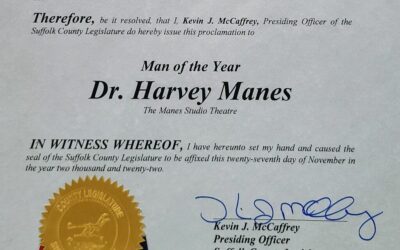 Therefore, be it resolved, that I, Kevin J. McCaffrey, Presiding Officer of the
Suffolk County Legislature do hereby issue this proclamation to
Man of the Year
Dr. Harvey Manes
The Manes Studio Theatre
IN WITNESS WHEREOF, I have hereunto set my hand and caused the
seal of the Suffolk County Legislature to be affixed this twenty-seventh day of November in
the year two thousand and twenty-two.
COUNTY LEGISLATURE
Kevin J. McCaffrey
Presiding Officer